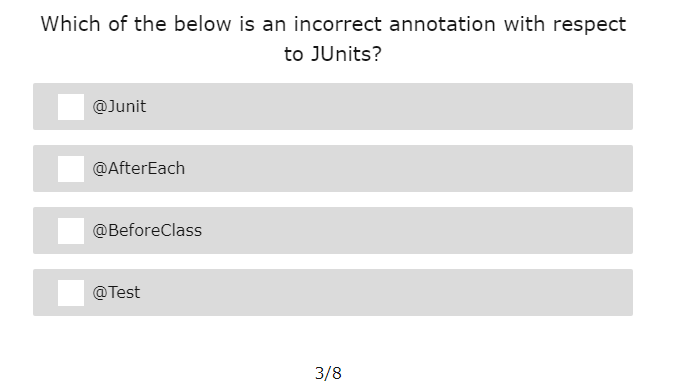 Which of the below is an incorrect annotation with respect
to JUnits?
@Junit
@AfterEach
@BeforeClass
@Test
3/8